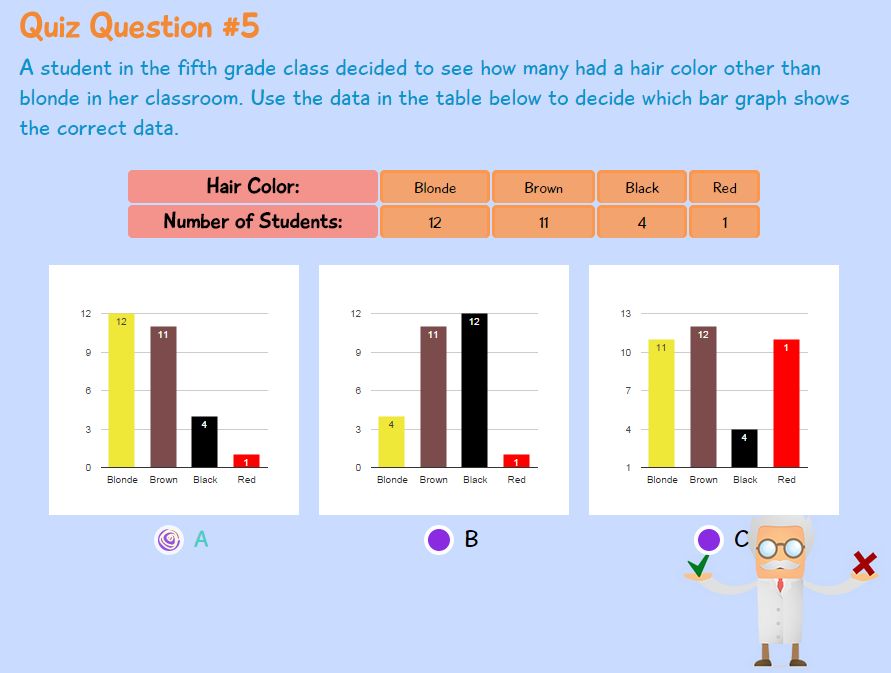 Quiz Question #5
A student in the fifth grade class decided to see how many had a hair color other than
blonde in her classroom. Use the data in the table below to decide which bar graph shows
the correct data.
Hair Color: Blonde Brown Black Red
Number of Students: 12 11 4 1
12
9
6
3
0
12 11 4 1
Blonde Brown Black Red
A
12
9
6
3
0
4 11 12 1
Blonde Brown Black Red
B
13
10
7
4
1
11 12 4 1
Blonde Brown Black Red
C